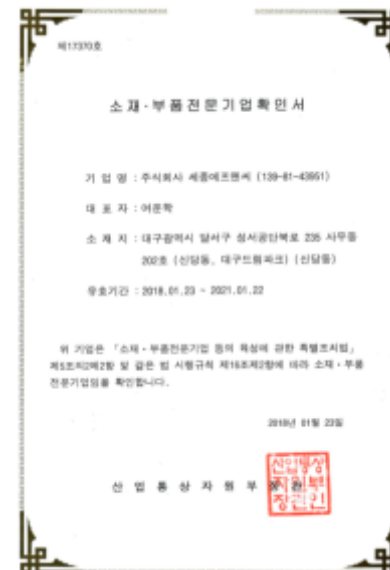 제17370호
소재·부품전문기업확인서
기 업 명 : 주식회사 세종에프앤씨 (139-81-43951)
대 표 자 : 여운학
소 재 지 : 대구광역시 달서구 성서공단북로 235 사무동
202호 (신당동, 대구드림파크) (신당동)
유효기간 : 2018.01.23 ~ 2021.01.22
위 기업은 「소재·부품전문기업 등의 육성에 관한 특별조치법」
제5조의2제2항 및 같은 법 시행규칙 제16조제2항에 따라 소재·부품
전문기업임을 확인합니다.
2018년 01월 23일
산 업 통 상 자 원 부